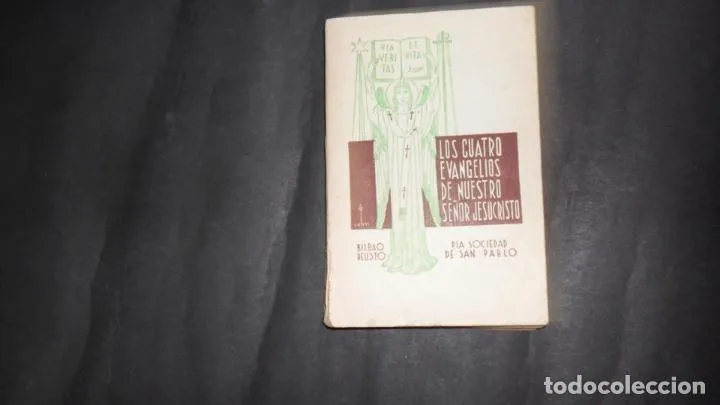 VIA
VERI
TAS
ET
VITA
LOS CUATRO
EVANGELIOS
DE NUESTRO
SEÑOR JESUCRISTO
BILBAO
DEUSTO
PIA SOCIEDAD
DE SAN PABLO
todocoleccion